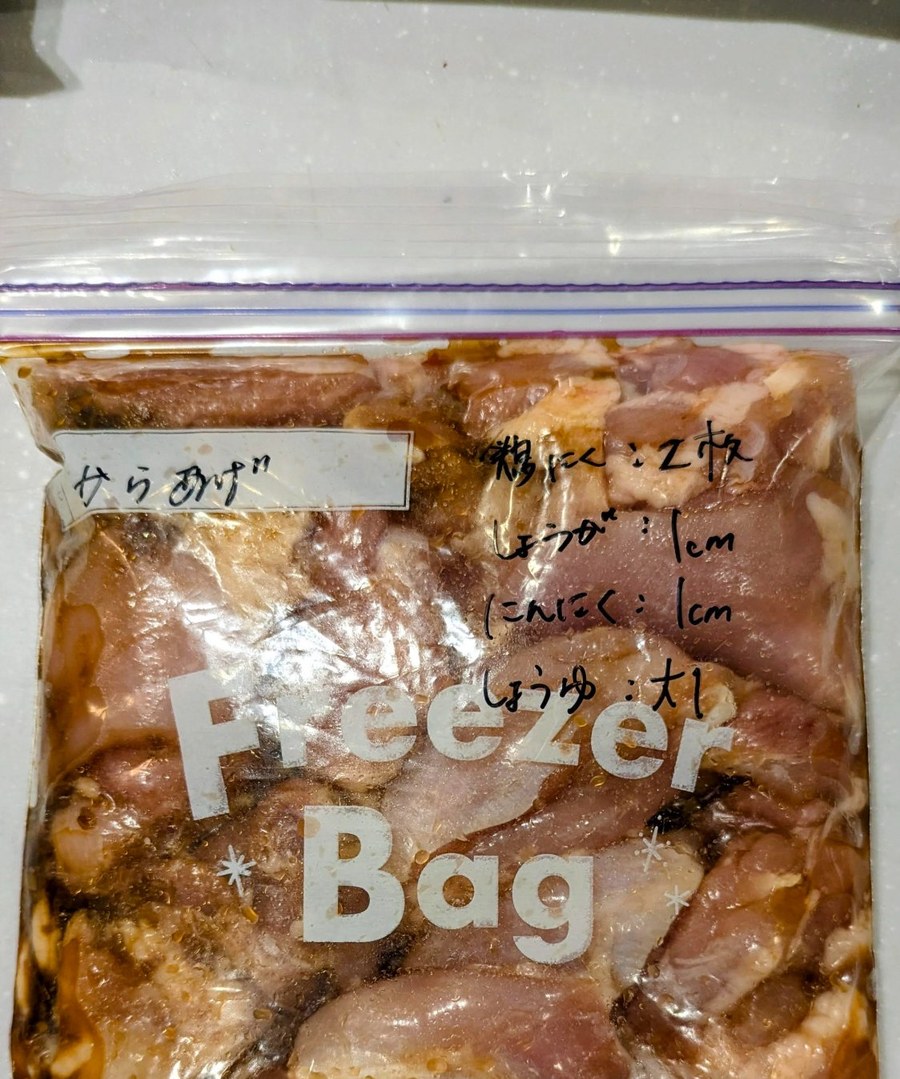 からあげ
鶏にく：2枚
しょうが：1cm
にんにく：1cm
しょうゆ：大1
Freezer
Bag